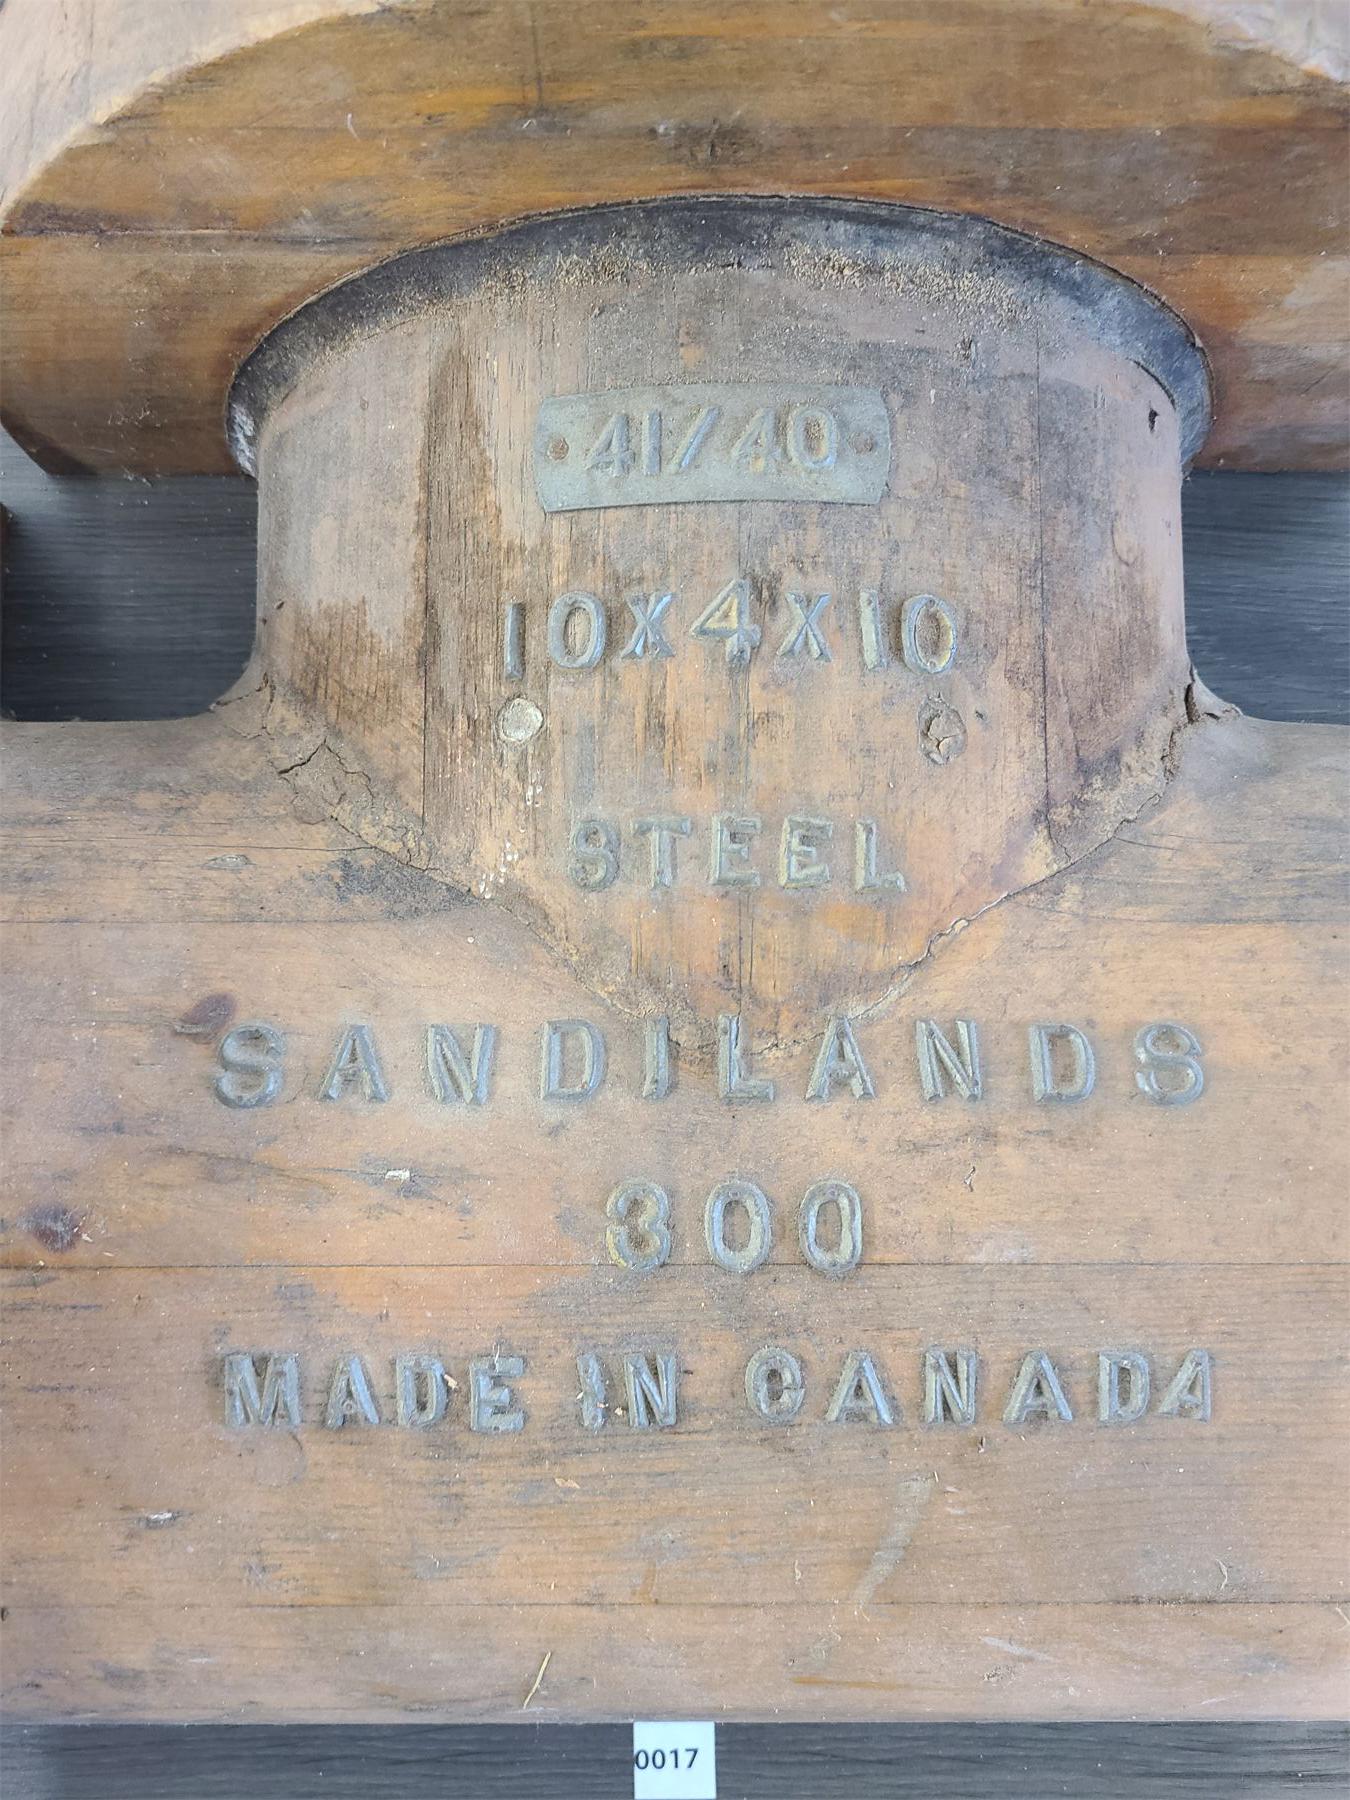 41/40
10X4X10
STEEL
SANDILANDS
300
MADE IN CANADA
0017